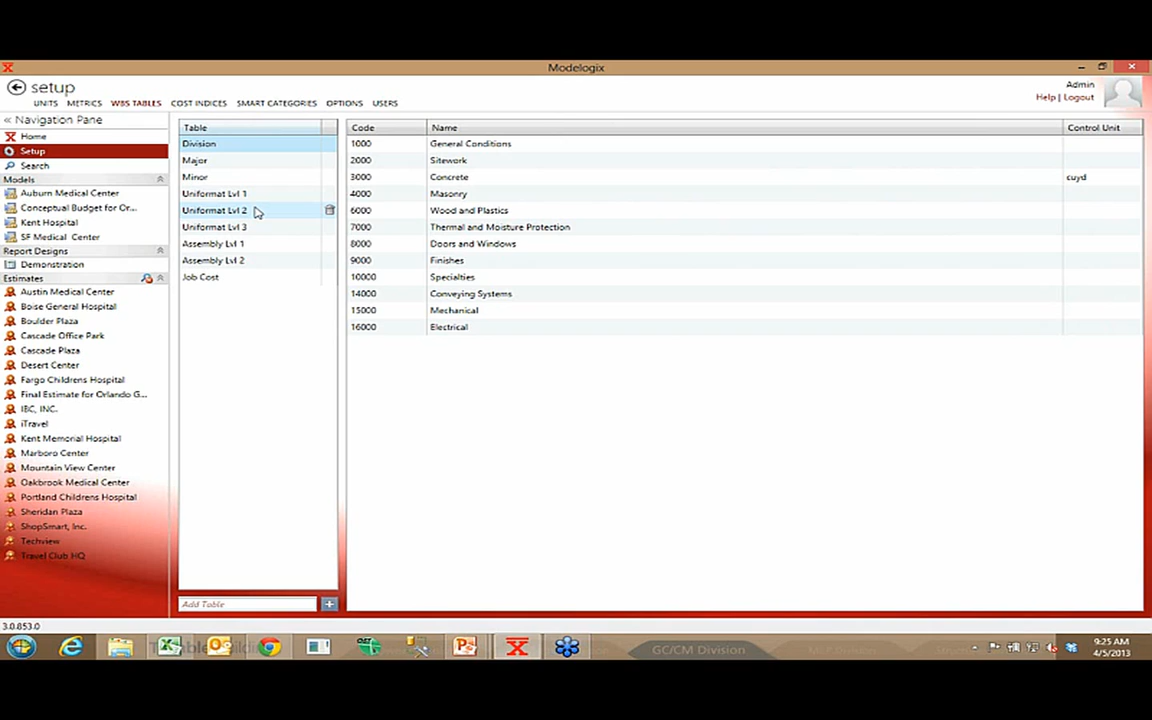 Modelogix
setup
UNITS METRICS WBS TABLES COST INDICES SMART CATEGORIES OPTIONS USERS
Admin
Help | Logout
« Navigation Pane
Home
Setup
Search
Models
Auburn Medical Center
Conceptual Budget for Or...
Kent Hospital
SF Medical Center
Report Designs
Demonstration
Estimates
Austin Medical Center
Boise General Hospital
Boulder Plaza
Cascade Office Park
Cascade Plaza
Desert Center
Fargo Childrens Hospital
Final Estimate for Orlando G...
IBC, INC.
iTravel
Kent Memorial Hospital
Marboro Center
Mountain View Center
Oakbrook Medical Center
Portland Childrens Hospital
Sheridan Plaza
ShopSmart, Inc.
Techview
Travel Club HQ
Table
Division
Major
Minor
Uniformat Lvl 1
Uniformat Lvl 2
Uniformat Lvl 3
Assembly Lvl 1
Assembly Lvl 2
Job Cost
Add Table
Code Name Control Unit
1000 General Conditions
2000 Sitework
3000 Concrete cuyd
4000 Masonry
6000 Wood and Plastics
7000 Thermal and Moisture Protection
8000 Doors and Windows
9000 Finishes
10000 Specialties
14000 Conveying Systems
15000 Mechanical
16000 Electrical
3.0.853.0
GC/CM Division
9:25 AM
4/5/2013